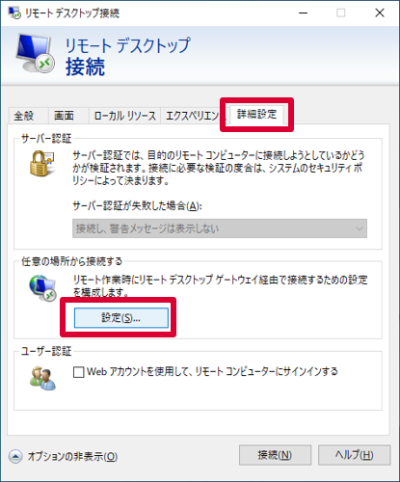 リモート デスクトップ接続
リモート デスクトップ
接続
全般 画面 ローカル リソース エクスペリエン 詳細設定
サーバー認証
サーバー認証では、目的のリモート コンピューターに接続しようとしているかどう
かが検証されます。接続に必要な検証の度合は、システムのセキュリティ ポ
リシーによって決まります。
サーバー認証が失敗した場合(A):
接続し、警告メッセージは表示しない
任意の場所から接続する
リモート作業時にリモート デスクトップ ゲートウェイ経由で接続するための設定
を構成します。
設定(S)...
ユーザー認証
Web アカウントを使用して、リモート コンピューターにサインインする
オプションの非表示(O)
接続(N)
ヘルプ(H)